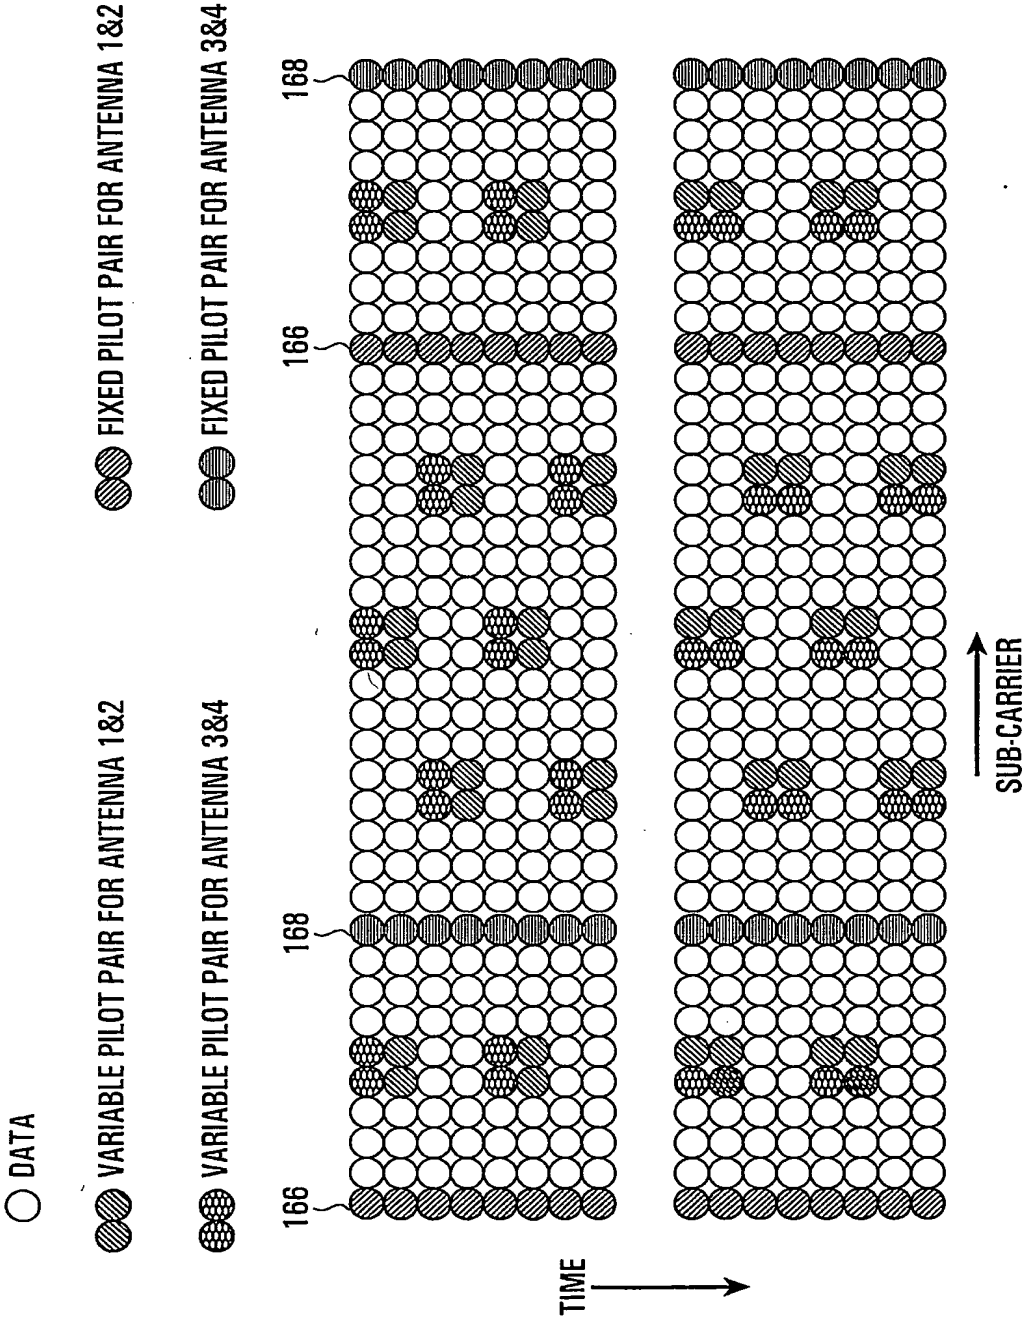 DATA
VARIABLE PILOT PAIR FOR ANTENNA 1&2
FIXED PILOT PAIR FOR ANTENNA 1&2
VARIABLE PILOT PAIR FOR ANTENNA 3&4
FIXED PILOT PAIR FOR ANTENNA 3&4
166
168
166
168
TIME
SUB-CARRIER